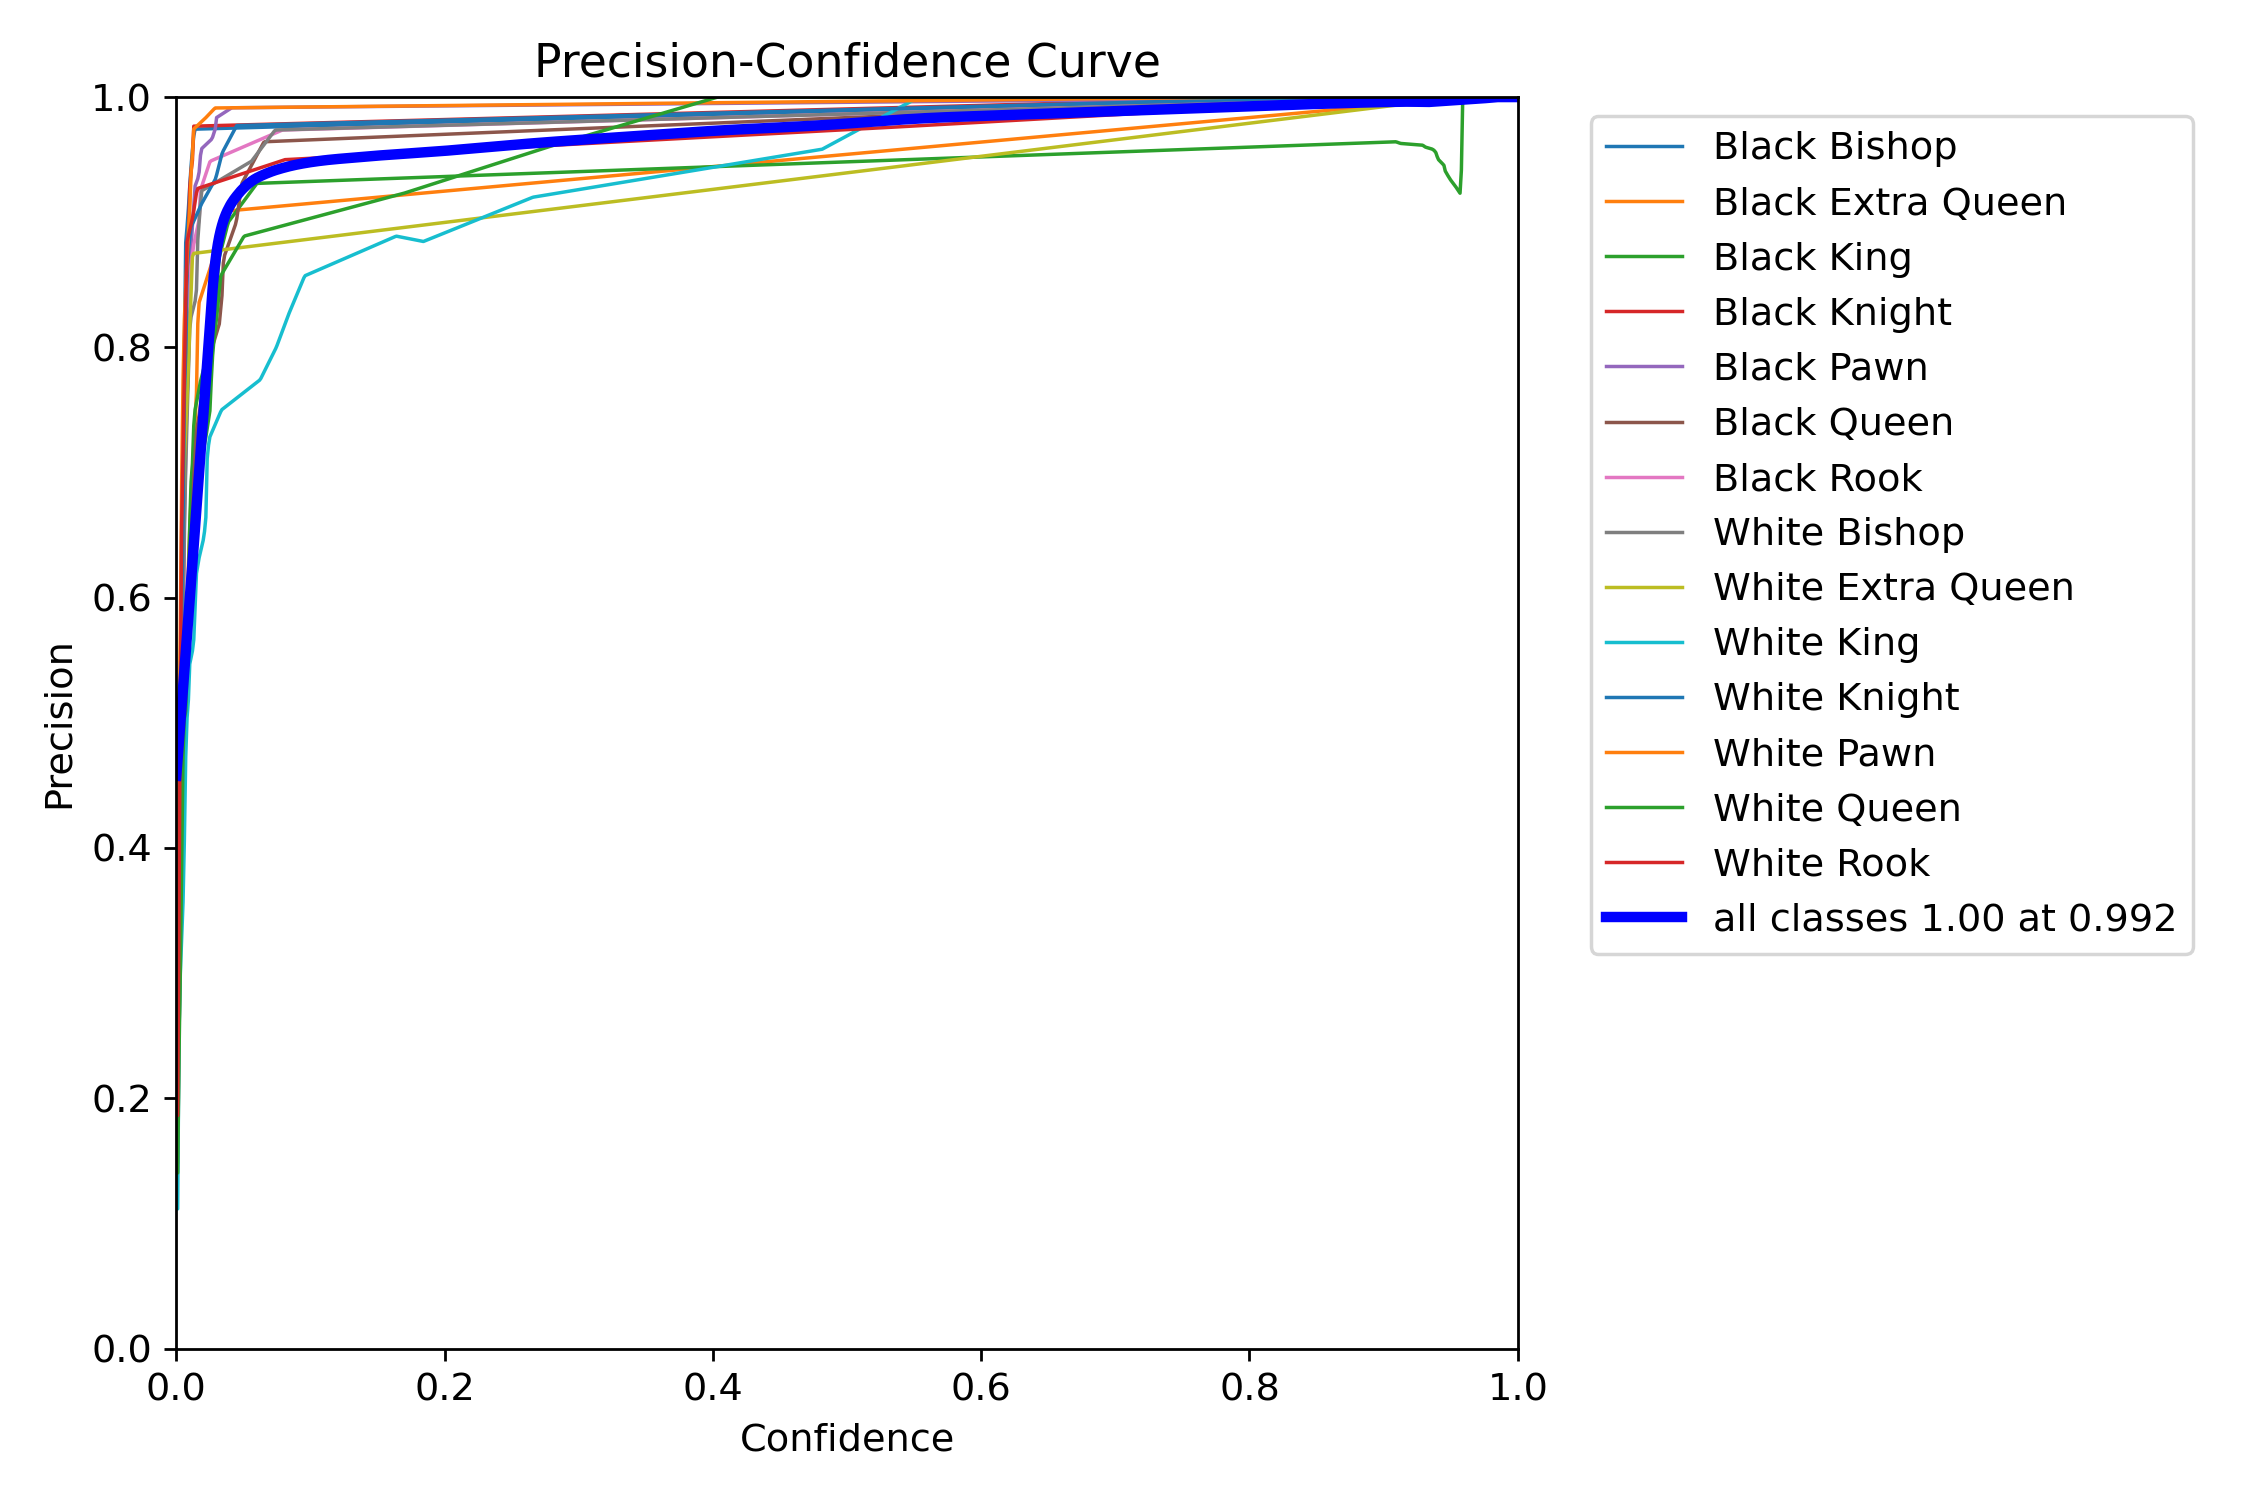 Precision-Confidence Curve
1.0
0.8
0.6
0.4
0.2
0.0
Precision
0.0 0.2 0.4 0.6 0.8 1.0
Confidence
Black Bishop
Black Extra Queen
Black King
Black Knight
Black Pawn
Black Queen
Black Rook
White Bishop
White Extra Queen
White King
White Knight
White Pawn
White Queen
White Rook
all classes 1.00 at 0.992